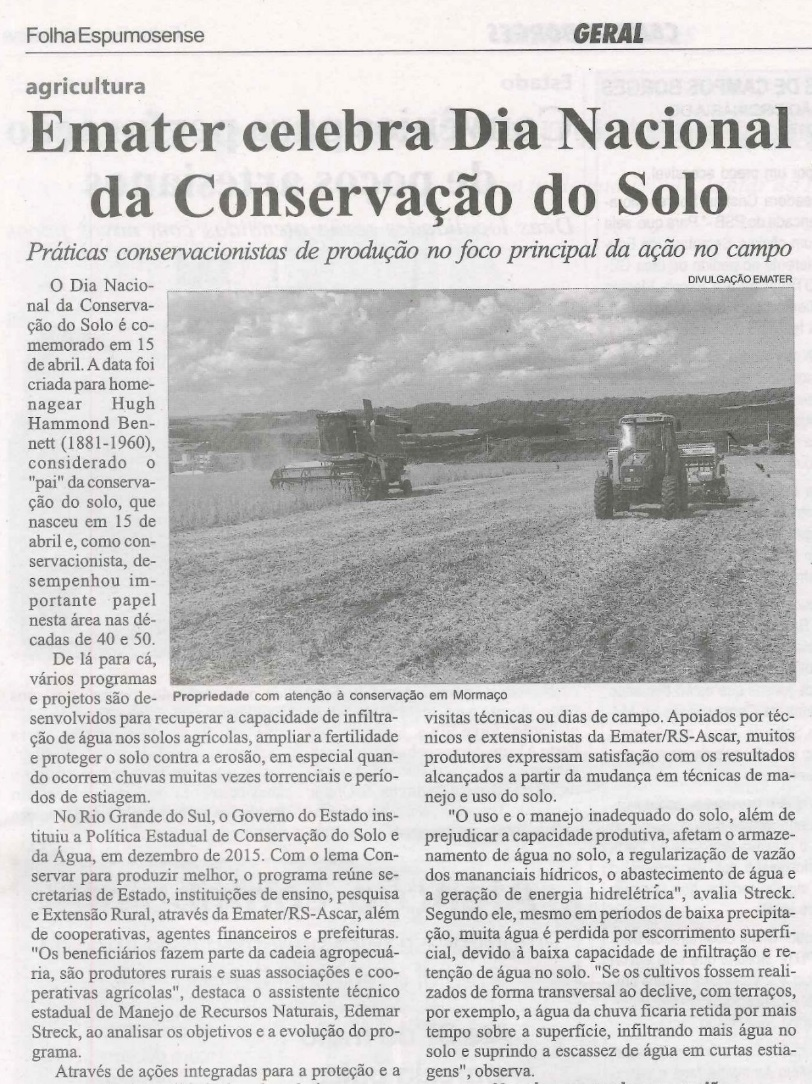 Folha Espumosense
GERAL
agricultura
Emater celebra Dia Nacional
da Conservação do Solo
Práticas conservacionistas de produção no foco principal da ação no campo
DIVULGAÇÃO EMATER
O Dia Nacio-
nal da Conserva-
ção do Solo é co-
memorado em 15
de abril. A data foi
criada para home-
nagear Hugh
Hammond Ben-
nett (1881-1960),
considerado o
"pai" da conserva-
ção do solo, que
nasceu em 15 de
abril e, como con-
servacionista, de-
sempenhou im-
portante papel
nesta área nas dé-
cadas de 40 e 50.
De lá para cá,
vários programas
e projetos são de-
Propriedade com atenção à conservação em Mormaço
senvolvidos para recuperar a capacidade de infiltra-
ção de água nos solos agrícolas, ampliar a fertilidade
e proteger o solo contra a erosão, em especial quan-
do ocorrem chuvas muitas vezes torrenciais e perío-
dos de estiagem.
No Rio Grande do Sul, o Governo do Estado ins-
tituiu a Política Estadual de Conservação do Solo e
da Água, em dezembro de 2015. Com o lema Con-
servar para produzir melhor, o programa reúne se-
cretarias de Estado, instituições de ensino, pesquisa
e Extensão Rural, através da Emater/RS-Ascar, além
de cooperativas, agentes financeiros e prefeituras.
"Os beneficiários fazem parte da cadeia agropecuá-
ria, são produtores rurais e suas associações e coo-
perativas agrícolas", destaca o assistente técnico
estadual de Manejo de Recursos Naturais, Edemar
Streck, ao analisar os objetivos e a evolução do pro-
grama.
Através de ações integradas para a proteção e a
visitas técnicas ou dias de campo. Apoiados por téc-
nicos e extensionistas da Emater/RS-Ascar, muitos
produtores expressam satisfação com os resultados
alcançados a partir da mudança em técnicas de ma-
nejo e uso do solo.
"O uso e o manejo inadequado do solo, além de
prejudicar a capacidade produtiva, afetam o armaze-
namento de água no solo, a regularização de vazão
dos mananciais hídricos, o abastecimento de água e
a geração de energia hidrelétrica", avalia Streck.
Segundo ele, mesmo em períodos de baixa precipita-
ção, muita água é perdida por escorrimento superfi-
cial, devido à baixa capacidade de infiltração e re-
tenção de água no solo. "Se os cultivos fossem reali-
zados de forma transversal ao declive, com terraços,
por exemplo, a água da chuva ficaria retida por mais
tempo sobre a superfície, infiltrando mais água no
solo e suprindo a escassez de água em curtas estia-
gens", observa.